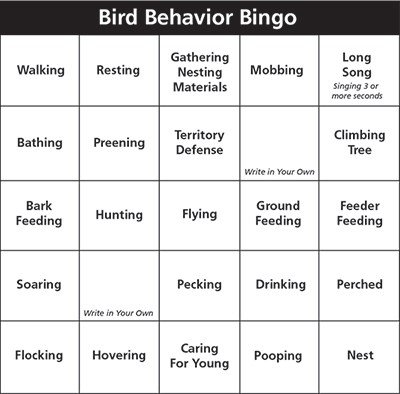 Bird Behavior Bingo
Walking
Resting
Gathering
Nesting
Materials
Mobbing
Long
Song
Singing 3 or
more seconds
Bathing
Preening
Territory
Defense
Write in Your Own
Climbing
Tree
Bark
Feeding
Hunting
Flying
Ground
Feeding
Feeder
Feeding
Soaring
Write in Your Own
Pecking
Drinking
Perched
Flocking
Hovering
Caring
For Young
Pooping
Nest